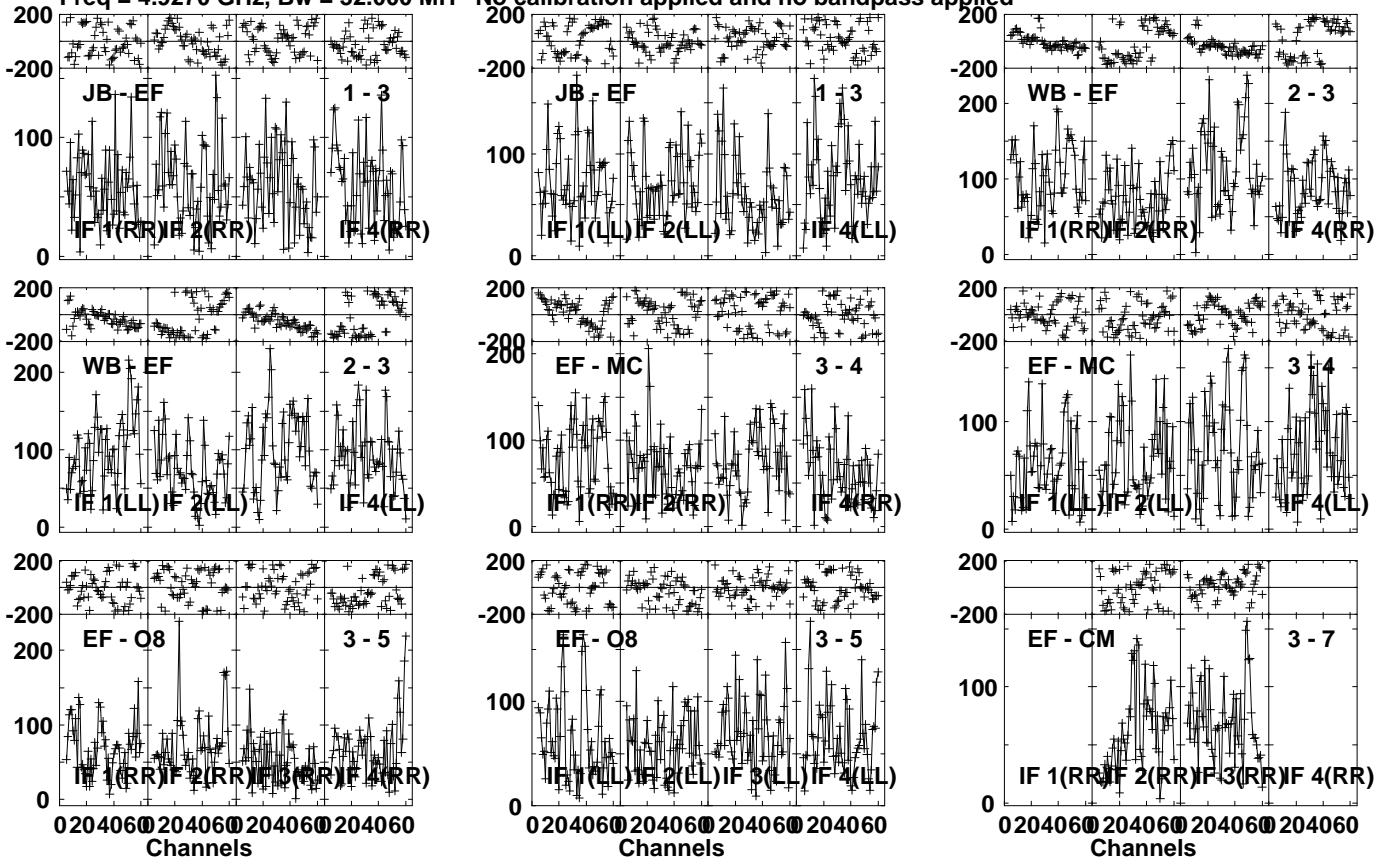 Freq = 4.9270 GHz, Bw = 32.000 MH No calibration applied and no bandpass applied
200
-200
JB - EF 1 - 3
100
0
IF 1(RR) IF 2(RR) IF 4(RR)
JB - EF 1 - 3
100
0
IF 1(LL) IF 2(LL) IF 4(LL)
200
-200
WB - EF 2 - 3
200
100
0
IF 1(RR) IF 2(RR) IF 4(RR)
200
-200
WB - EF 2 - 3
200
100
0
IF 1(LL) IF 2(LL) IF 4(LL)
200
-200
200
EF - MC 3 - 4
100
0
IF 1(RR) IF 2(RR) IF 4(RR)
200
-200
EF - MC 3 - 4
100
0
IF 1(LL) IF 2(LL) IF 4(LL)
200
-200
EF - O8 3 - 5
200
100
0
IF 1(RR) IF 2(RR) IF 3(RR) IF 4(RR)
0 20 40 60 0 20 40 60 0 20 40 60 0 20 40 60
Channels
200
-200
EF - O8 3 - 5
100
0
IF 1(LL) IF 2(LL) IF 3(LL) IF 4(LL)
0 20 40 60 0 20 40 60 0 20 40 60 0 20 40 60
Channels
200
-200
EF - CM 3 - 7
100
0
IF 1(RR) IF 2(RR) IF 3(RR) IF 4(RR)
0 20 40 60 0 20 40 60 0 20 40 60 0 20 40 60
Channels